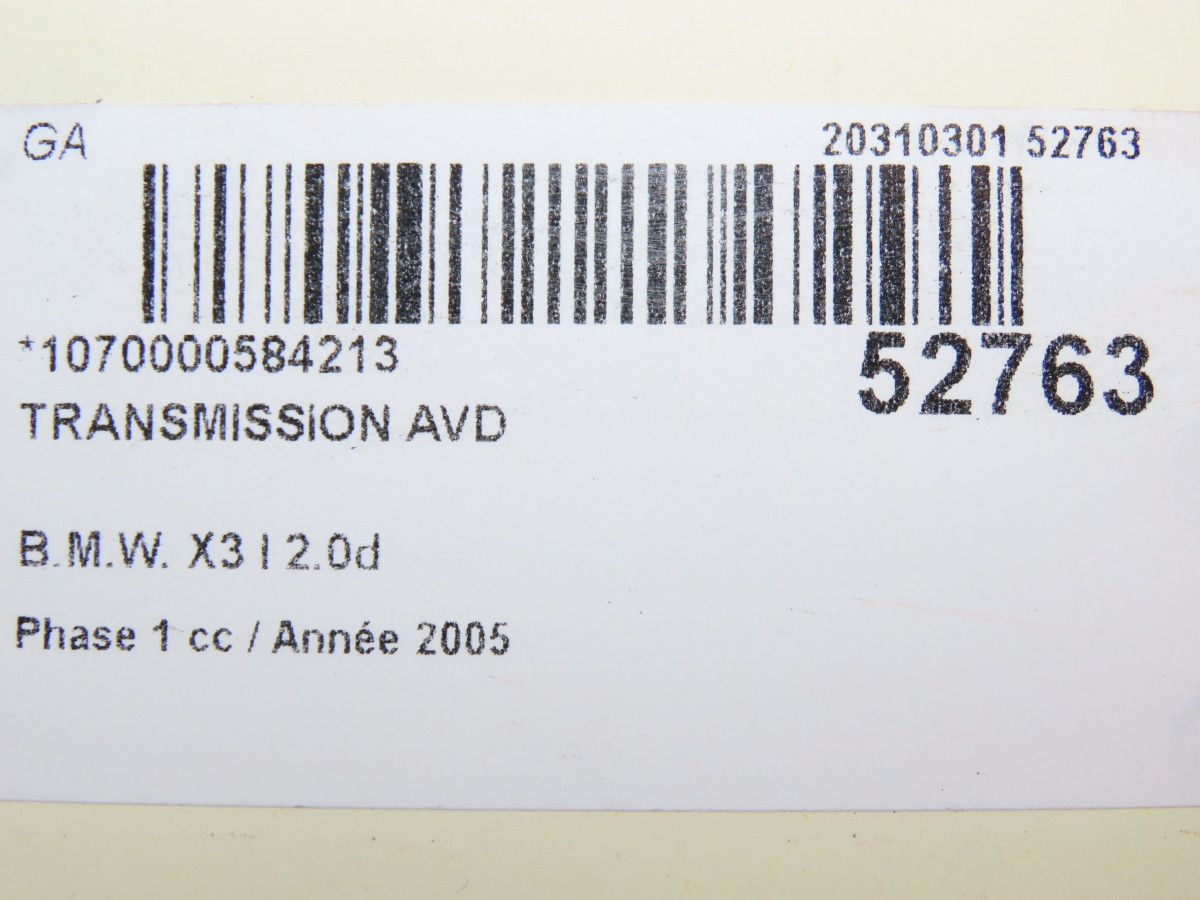 GA
20310301 52763
*1070000584213
52763
TRANSMISSION AVD
B.M.W. X3 I 2.0d
Phase 1 cc / Année 2005